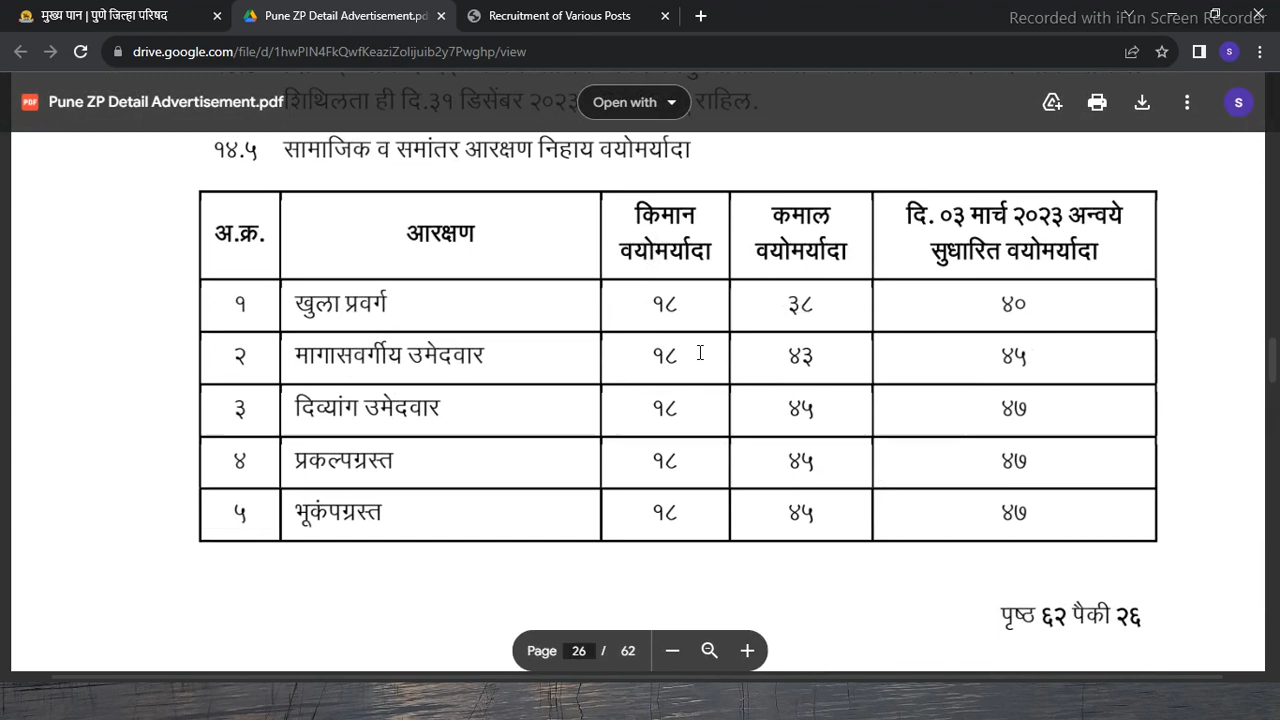 मुख्य पान | पुणे जिल्हा परिषद
Pune ZP Detail Advertisement.pd
Recruitment of Various Posts
Recorded with iFun Screen Recorder
drive.google.com/file/d/1hwPIN4FkQwfKeaziZolijuib2y7Pwghp/view
S
PDF Pune ZP Detail Advertisement.pdf
Open with
S
शिथिलता ही दि.३१ डिसेंबर २०२३ राहिल.
१४.५ सामाजिक व समांतर आरक्षण निहाय वयोमर्यादा
अ.क्र. आरक्षण किमान वयोमर्यादा कमाल वयोमर्यादा दि. ०३ मार्च २०२३ अन्वये सुधारित वयोमर्यादा
१ खुला प्रवर्ग १८ ३८ ४०
२ मागासवर्गीय उमेदवार १८ ४३ ४५
३ दिव्यांग उमेदवार १८ ४५ ४७
४ प्रकल्पग्रस्त १८ ४५ ४७
५ भूकंपग्रस्त १८ ४५ ४७
पृष्ठ ६२ पैकी २६
Page 26 / 62